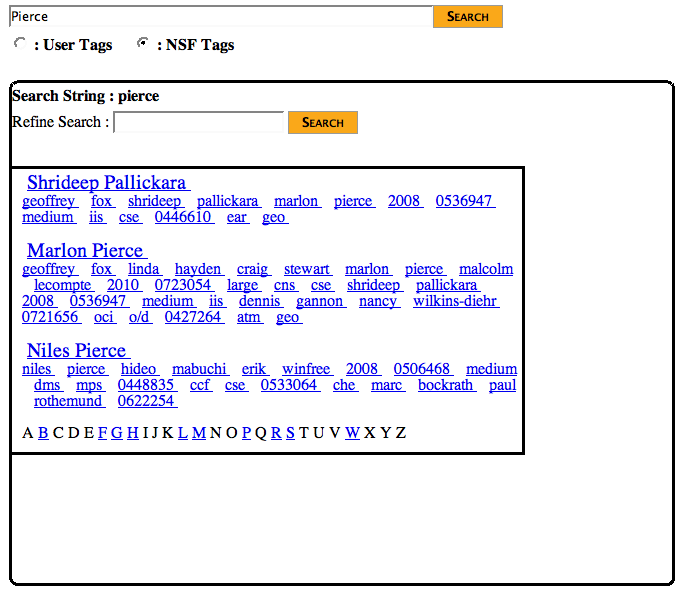 Pierce SEARCH
: User Tags : NSF Tags
Search String : pierce
Refine Search : SEARCH
Shrideep Pallickara
geoffrey fox shrideep pallickara marlon pierce 2008 0536947
medium iis cse 0446610 ear geo
Marlon Pierce
geoffrey fox linda hayden craig stewart marlon pierce malcolm
lecompte 2010 0723054 large cns cse shrideep pallickara
2008 0536947 medium iis dennis gannon nancy wilkins-diehr
0721656 oci o/d 0427264 atm geo
Niles Pierce
niles pierce hideo mabuchi erik winfree 2008 0506468 medium
dms mps 0448835 ccf cse 0533064 che marc bockrath paul
rothemund 0622254
A B C D E F G H I J K L M N O P Q R S T U V W X Y Z